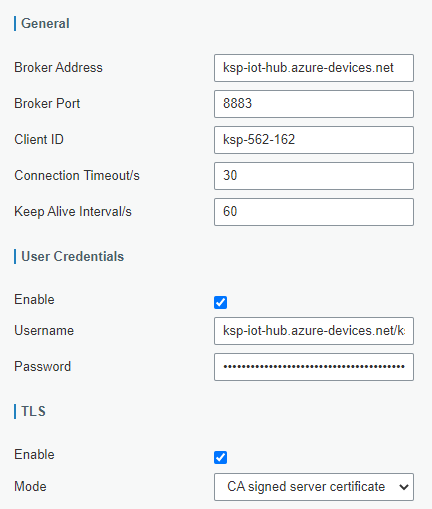 General
Broker Address ksp-iot-hub.azure-devices.net
Broker Port 8883
Client ID ksp-562-162
Connection Timeout/s 30
Keep Alive Interval/s 60
User Credentials
Enable
Username ksp-iot-hub.azure-devices.net/k
Password ••••••••••••••••••••••••••••••••••••••••
TLS
Enable
Mode CA signed server certificate